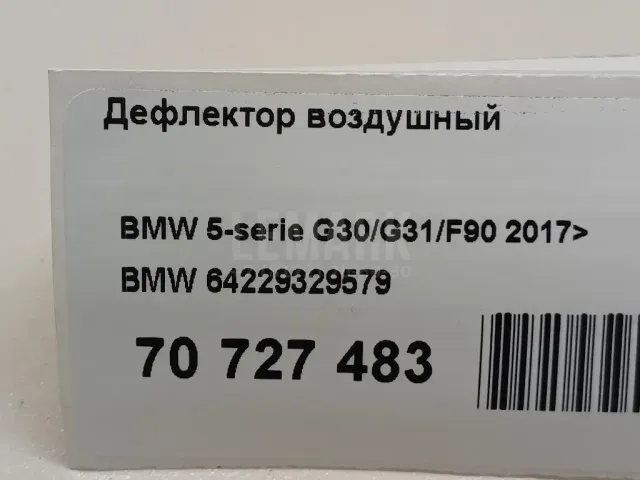 Дефлектор воздушный
BMW 5-serie G30/G31/F90 2017>
BMW 64229329579
70 727 483